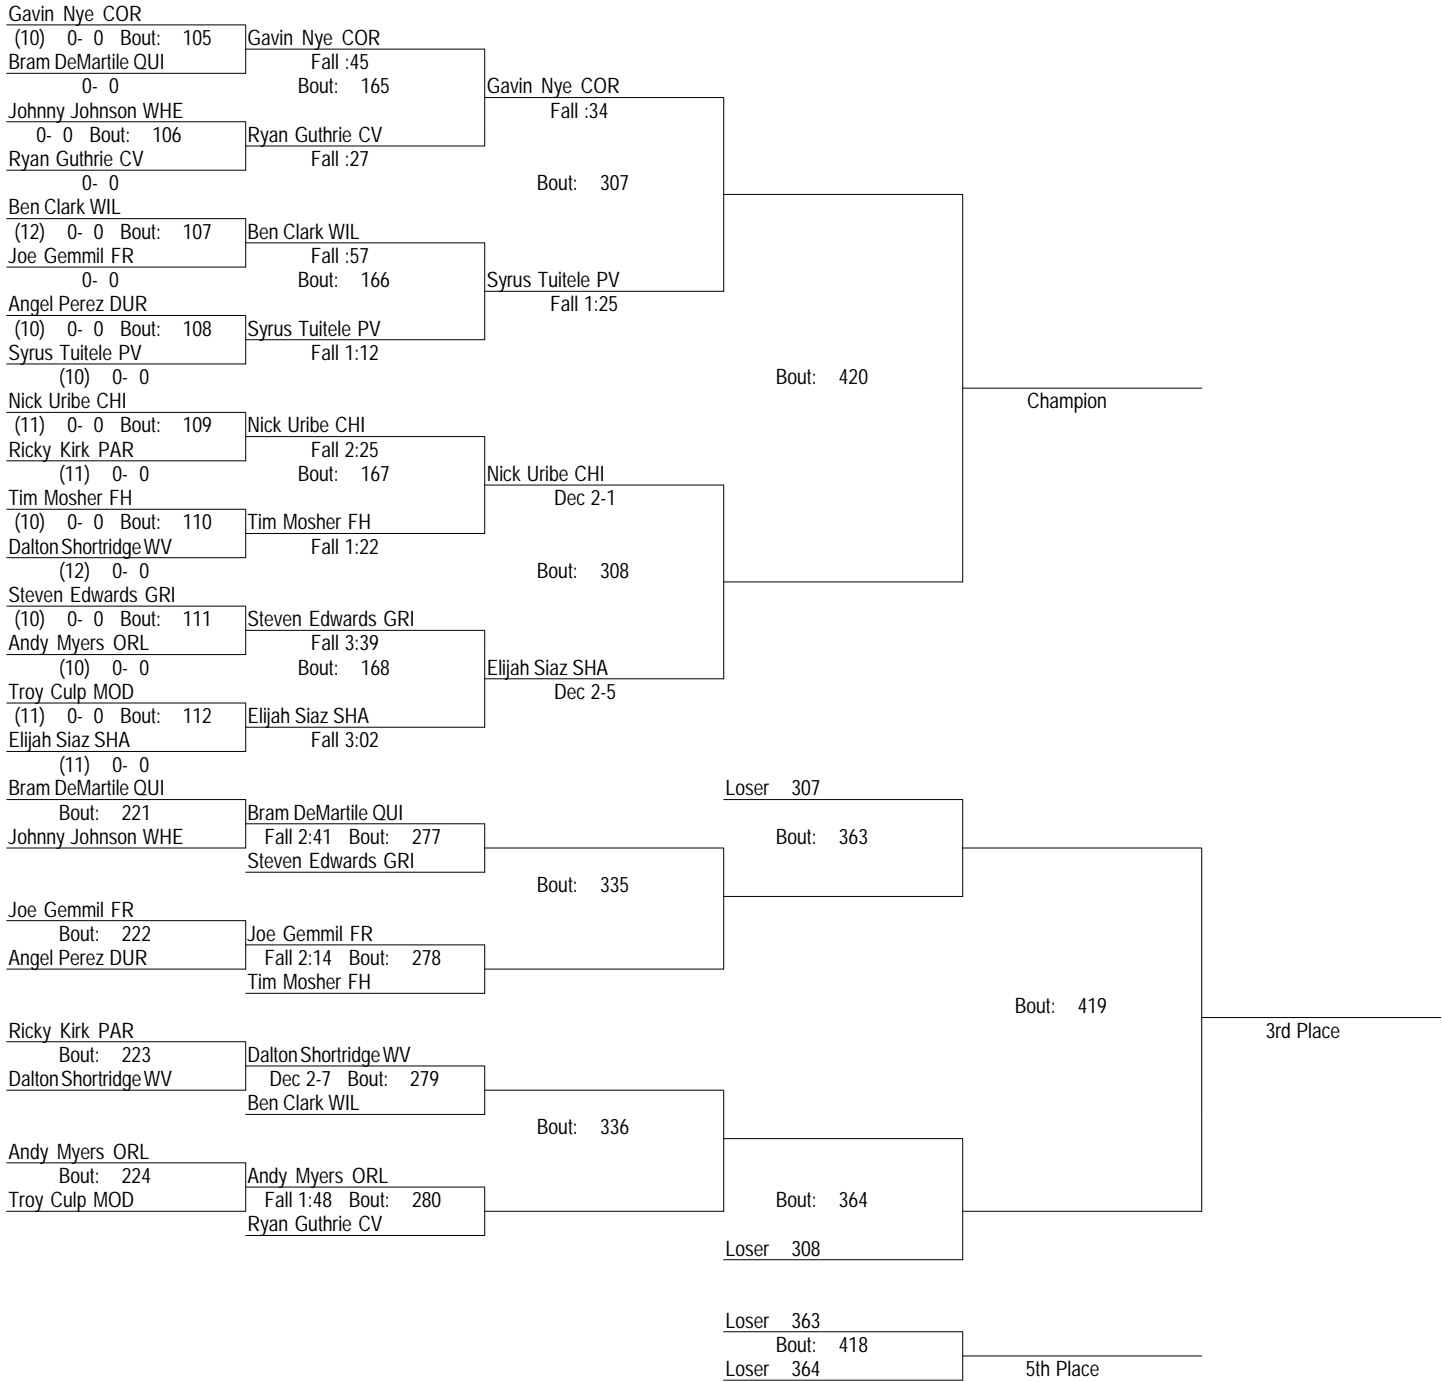 Gavin Nye COR
(10) 0- 0 Bout: 105 Gavin Nye COR
Bram DeMartile QUI Fall :45
0- 0 Bout: 165 Gavin Nye COR
Johnny Johnson WHE Fall :34
0- 0 Bout: 106 Ryan Guthrie CV
Ryan Guthrie CV Fall :27
0- 0 Bout: 307
Ben Clark WIL
(12) 0- 0 Bout: 107 Ben Clark WIL
Joe Gemmil FR Fall :57
0- 0 Bout: 166 Syrus Tuitele PV
Angel Perez DUR Fall 1:25
(10) 0- 0 Bout: 108 Syrus Tuitele PV
Syrus Tuitele PV Fall 1:12
(10) 0- 0 Bout: 420
Nick Uribe CHI Champion
(11) 0- 0 Bout: 109 Nick Uribe CHI
Ricky Kirk PAR Fall 2:25
(11) 0- 0 Bout: 167 Nick Uribe CHI
Tim Mosher FH Dec 2-1
(10) 0- 0 Bout: 110 Tim Mosher FH
Dalton Shortridge WV Fall 1:22
(12) 0- 0 Bout: 308
Steven Edwards GRI
(10) 0- 0 Bout: 111 Steven Edwards GRI
Andy Myers ORL Fall 3:39
(10) 0- 0 Bout: 168 Elijah Siaz SHA
Troy Culp MOD Dec 2-5
(11) 0- 0 Bout: 112 Elijah Siaz SHA
Elijah Siaz SHA Fall 3:02
(11) 0- 0
Bram DeMartile QUI Loser 307
Bout: 221 Bram DeMartile QUI
Johnny Johnson WHE Fall 2:41 Bout: 277 Bout: 363
Steven Edwards GRI
Bout: 335
Joe Gemmil FR
Bout: 222 Joe Gemmil FR
Angel Perez DUR Fall 2:14 Bout: 278
Tim Mosher FH
Bout: 419
Ricky Kirk PAR 3rd Place
Bout: 223 Dalton Shortridge WV
Dalton Shortridge WV Dec 2-7 Bout: 279
Ben Clark WIL
Bout: 336
Andy Myers ORL
Bout: 224 Andy Myers ORL
Troy Culp MOD Fall 1:48 Bout: 280 Bout: 364
Ryan Guthrie CV
Loser 308
Loser 363
Bout: 418
Loser 364 5th Place